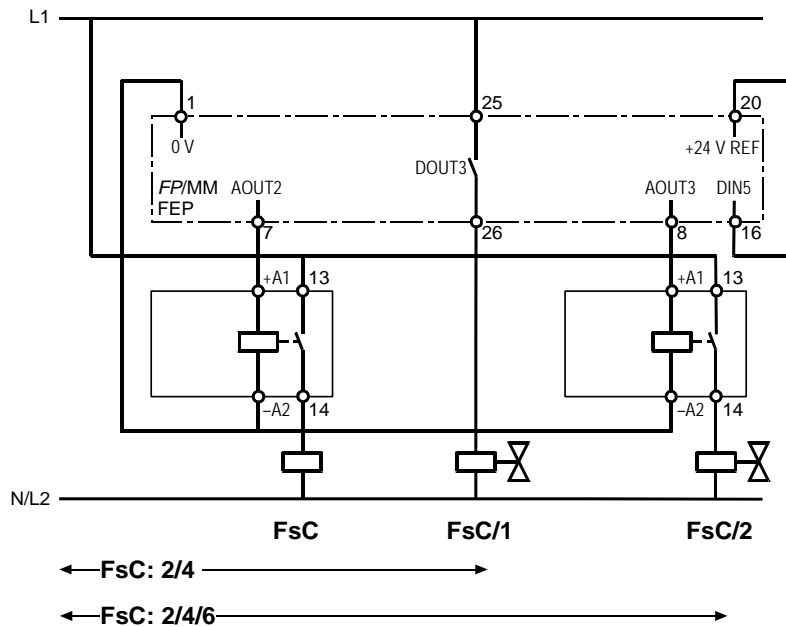 L1
1
25
20
0 V
DOUT3
+24 V REF
FP/MM
FEP
AOUT2
AOUT3
DIN5
7
26
8
16
+A1
13
+A1
13
–A2
14
–A2
14
N/L2
FsC
FsC/1
FsC/2
FsC: 2/4
FsC: 2/4/6